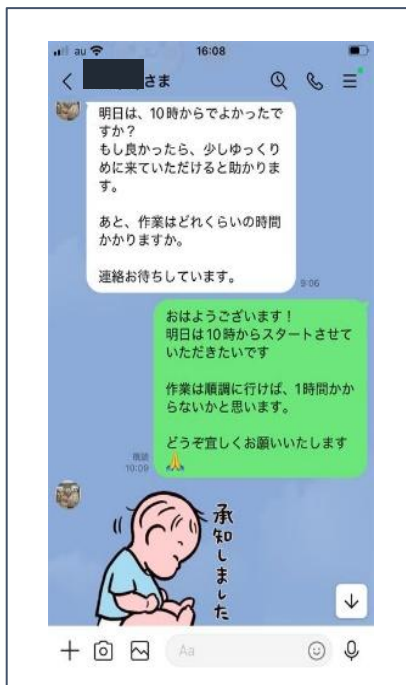 au
16:08
さま
明日は、10時からでよかったで
すか？
もし良かったら、少しゆっくり
めに来ていただけると助かりま
す。
あと、作業はどれくらいの時間
かかりますか。
連絡お待ちしています。
9:06
おはようございます！
明日は10時からスタートさせて
いただきたいです
作業は順調に行けば、1時間かか
らないかと思います。
どうぞ宜しくお願いいたします
🙏
既読
10:09
承知しました
Aa